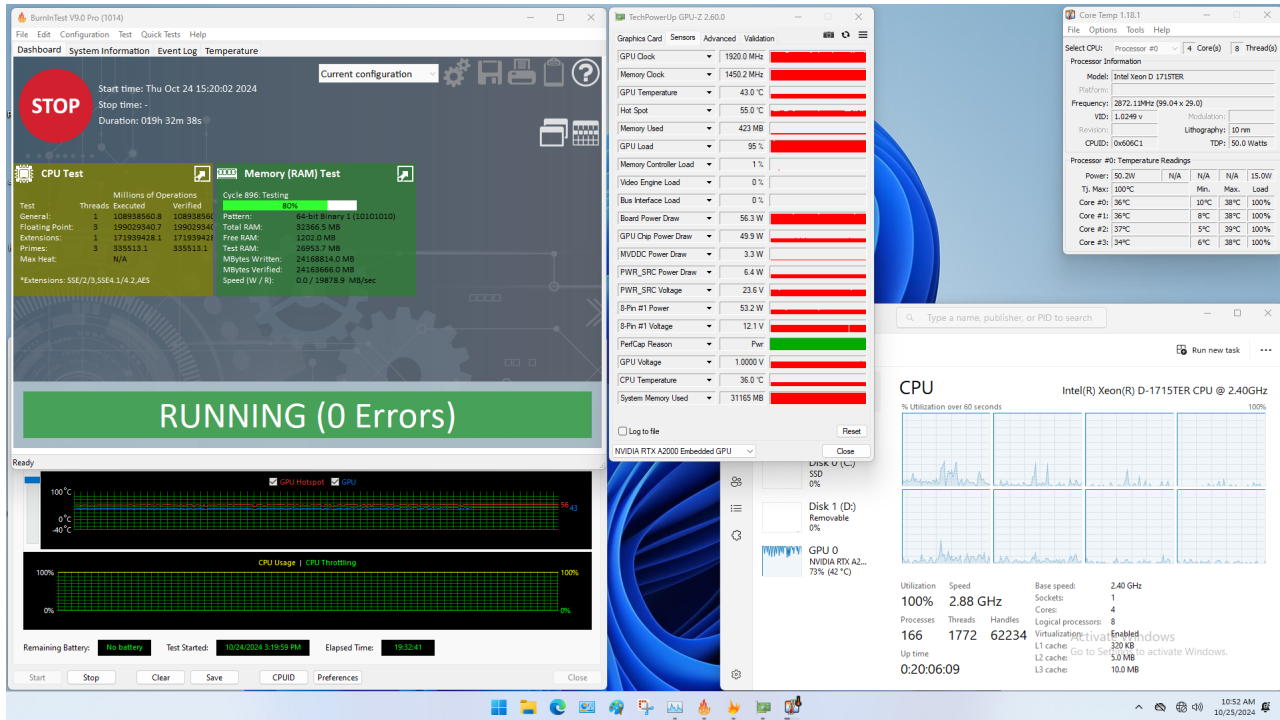 BurnInTest V9.0 Pro (1014)
File Edit Configuration Test Quick Tests Help
Dashboard System Information Event Log Temperature
Current configuration
STOP
Start time: Thu Oct 24 15:20:02 2024
Stop time: -
Duration: 019h 32m 38s
CPU Test
Millions of Operations
Test Threads Executed Verified
General: 1 108938560.8 10893856
Floating Point: 3 199029340.7 19902934
Extensions: 1 171939428.1 17193942
Primes: 3 335513.1 335513.1
Max Heat: N/A
*Extensions: SSE/2/3,SSE4.1/4.2,AES
Memory (RAM) Test
Cycle 896: Testing
80%
Pattern: 64-bit Binary 1 (10101010)
Total RAM: 32366.5 MB
Free RAM: 1202.0 MB
Test RAM: 26953.7 MB
MBytes Written: 24168814.0 MB
MBytes Verified: 24163666.0 MB
Speed (W / R): 0.0 / 19878.9 MB/sec
RUNNING (0 Errors)
Ready
GPU Hotspot GPU
100°C
0°C
-40°C
56 43
CPU Usage | CPU Throttling
100% 100%
0% 0%
Remaining Battery: No battery Test Started: 10/24/2024 3:19:59 PM Elapsed Time: 19:32:41
Start Stop Clear Save CPUID Preferences Close
TechPowerUp GPU-Z 2.60.0
Graphics Card Sensors Advanced Validation
GPU Clock 1920.0 MHz
Memory Clock 1450.2 MHz
GPU Temperature 43.0 °C
Hot Spot 55.0 °C
Memory Used 423 MB
GPU Load 95 %
Memory Controller Load 1 %
Video Engine Load 0 %
Bus Interface Load 0 %
Board Power Draw 56.3 W
GPU Chip Power Draw 49.9 W
MVDDC Power Draw 3.3 W
PWR_SRC Power Draw 6.4 W
PWR_SRC Voltage 23.6 V
8-Pin #1 Power 53.2 W
8-Pin #1 Voltage 12.1 V
PerfCap Reason Pwr
GPU Voltage 1.0000 V
CPU Temperature 36.0 °C
System Memory Used 31165 MB
Log to file Reset
NVIDIA RTX A2000 Embedded GPU Close
Core Temp 1.18.1
File Options Tools Help
Select CPU: Processor #0 4 Core(s) 8 Thread(s)
Processor Information
Model: Intel Xeon D 1715TER
Platform:
Frequency: 2872.11MHz (99.04 x 29.0)
VID: 1.0249 v Modulation:
Revision: Lithography: 10 nm
CPUID: 0x606C1 TDP: 50.0 Watts
Processor #0: Temperature Readings
Power: 50.2W N/A N/A N/A 15.0W
Tj. Max: 100°C Min. Max. Load
Core #0: 36°C 10°C 38°C 100%
Core #1: 36°C 8°C 38°C 100%
Core #2: 37°C 5°C 39°C 100%
Core #3: 34°C 6°C 38°C 100%
Type a name, publisher, or PID to search
Run new task
Disk 0 (C:)
SSD
0%
Disk 1 (D:)
Removable
0%
GPU 0
NVIDIA RTX A2...
73% (42 °C)
CPU Intel(R) Xeon(R) D-1715TER CPU @ 2.40GHz
% Utilization over 60 seconds 100%
Utilization Speed
100% 2.88 GHz
Processes Threads Handles
166 1772 62234
Up time
0:20:06:09
Base speed: 2.40 GHz
Sockets: 1
Cores: 4
Logical processors: 8
Virtualization: Enabled
L1 cache: 320 KB
L2 cache: 5.0 MB
L3 cache: 10.0 MB
Activate Windows
Go to Settings to activate Windows.
10:52 AM
10/25/2024